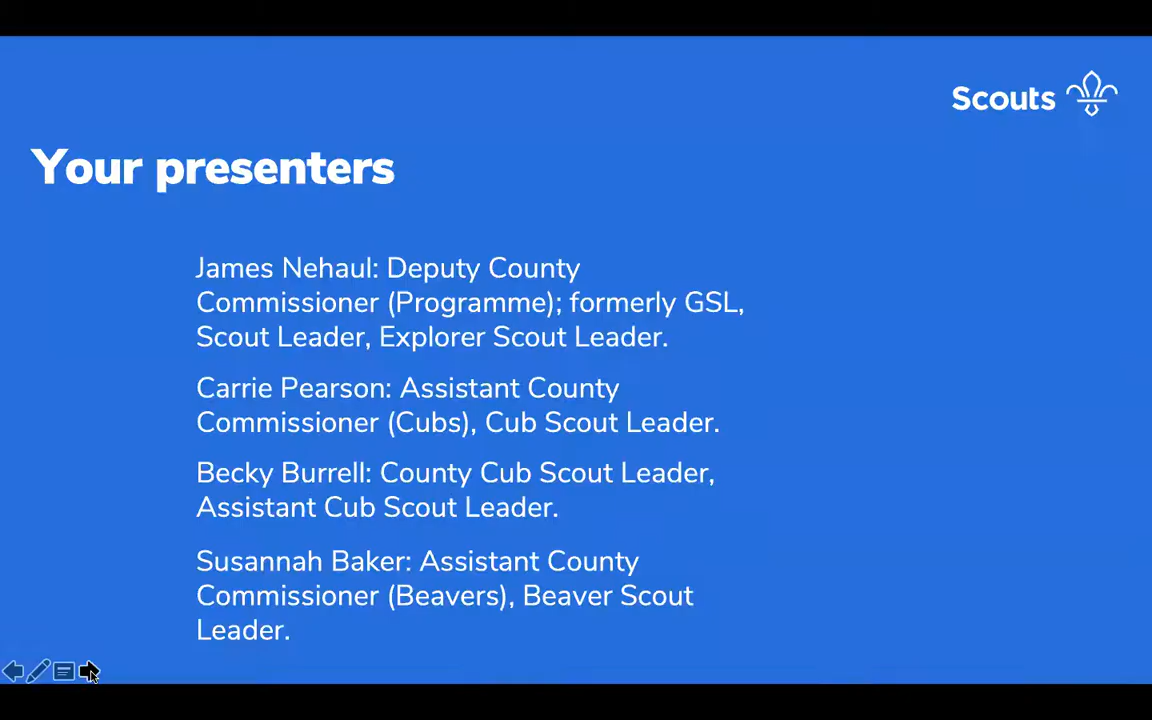 Scouts
Your presenters
James Nehaul: Deputy County
Commissioner (Programme); formerly GSL,
Scout Leader, Explorer Scout Leader.
Carrie Pearson: Assistant County
Commissioner (Cubs), Cub Scout Leader.
Becky Burrell: County Cub Scout Leader,
Assistant Cub Scout Leader.
Susannah Baker: Assistant County
Commissioner (Beavers), Beaver Scout
Leader.